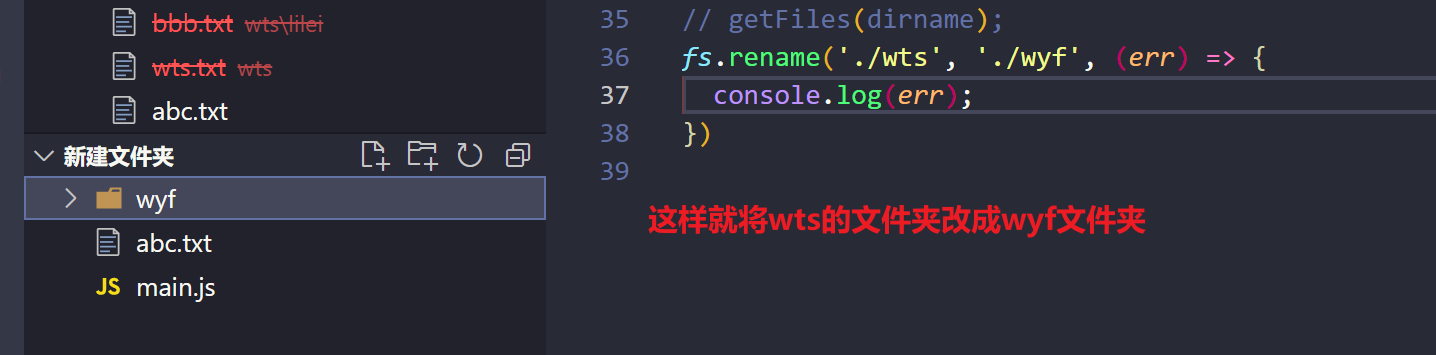 bbb.txt wts\lilei
wts.txt wts
abc.txt
新建文件夹
wyf
abc.txt
JS main.js
35 // getFiles(dirname);
36 fs.rename('./wts', './wyf', (err) => {
37 console.log(err);
38 })
39
这样就将wts的文件夹改成wyf文件夹